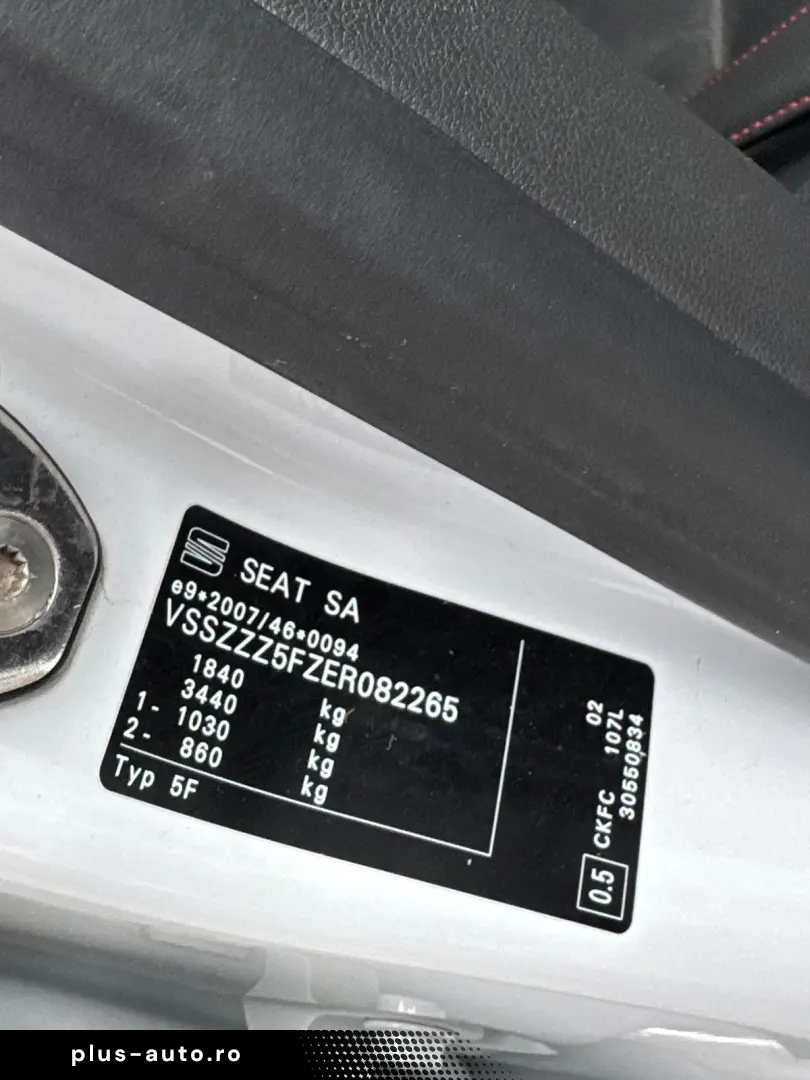 SEAT SA
e9*2007/46*0094
VSSZZZ5FZER082265
1840 kg
3440 kg
1- 1030 kg
2- 860 kg
Typ 5F
02
CKFC 107L
30550834
0.5
plus-auto.ro